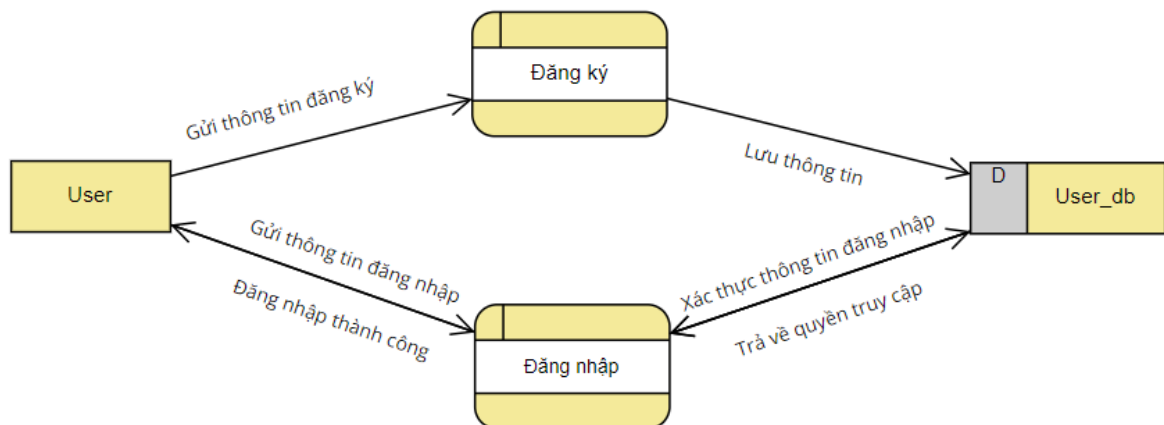 Đăng ký
Gửi thông tin đăng ký
Lưu thông tin
User
D
User_db
Gửi thông tin đăng nhập
Đăng nhập thành công
Xác thực thông tin đăng nhập
Trả về quyền truy cập
Đăng nhập